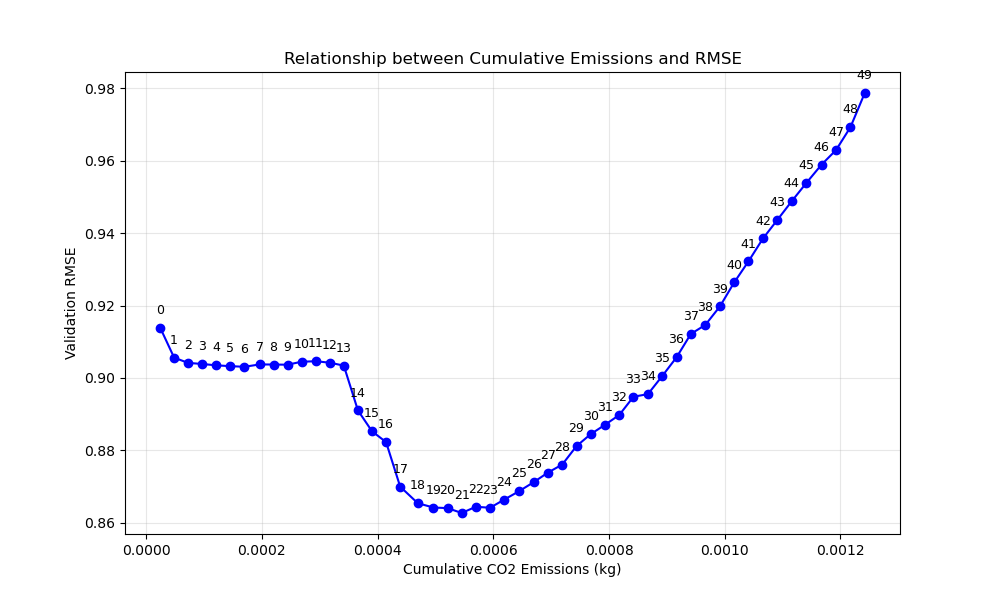 Relationship between Cumulative Emissions and RMSE
Validation RMSE
0.98
0.96
0.94
0.92
0.90
0.88
0.86
0 1 2 3 4 5 6 7 8 9 10 11 12 13 14 15 16 17 18 19 20 21 22 23 24 25 26 27 28 29 30 31 32 33 34 35 36 37 38 39 40 41 42 43 44 45 46 47 48 49
0.0000 0.0002 0.0004 0.0006 0.0008 0.0010 0.0012
Cumulative CO2 Emissions (kg)